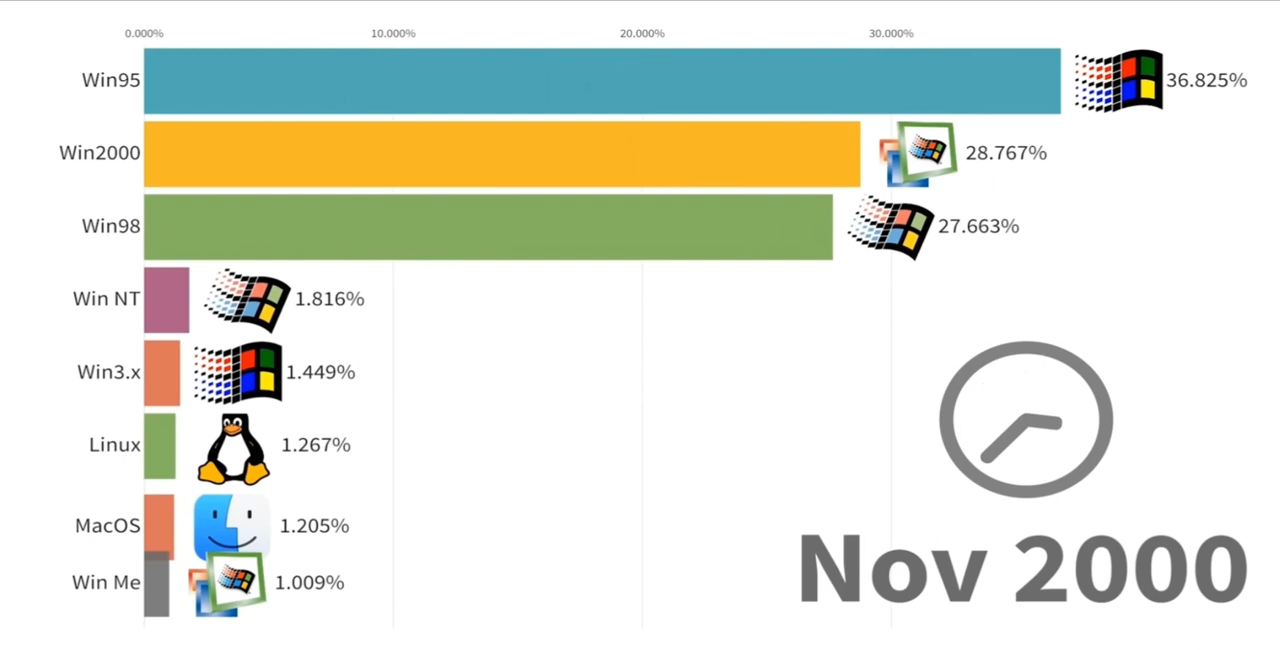 0.000% 10.000% 20.000% 30.000%
Win95 36.825%
Win2000 28.767%
Win98 27.663%
Win NT 1.816%
Win3.x 1.449%
Linux 1.267%
MacOS 1.205%
Win Me 1.009%
Nov 2000